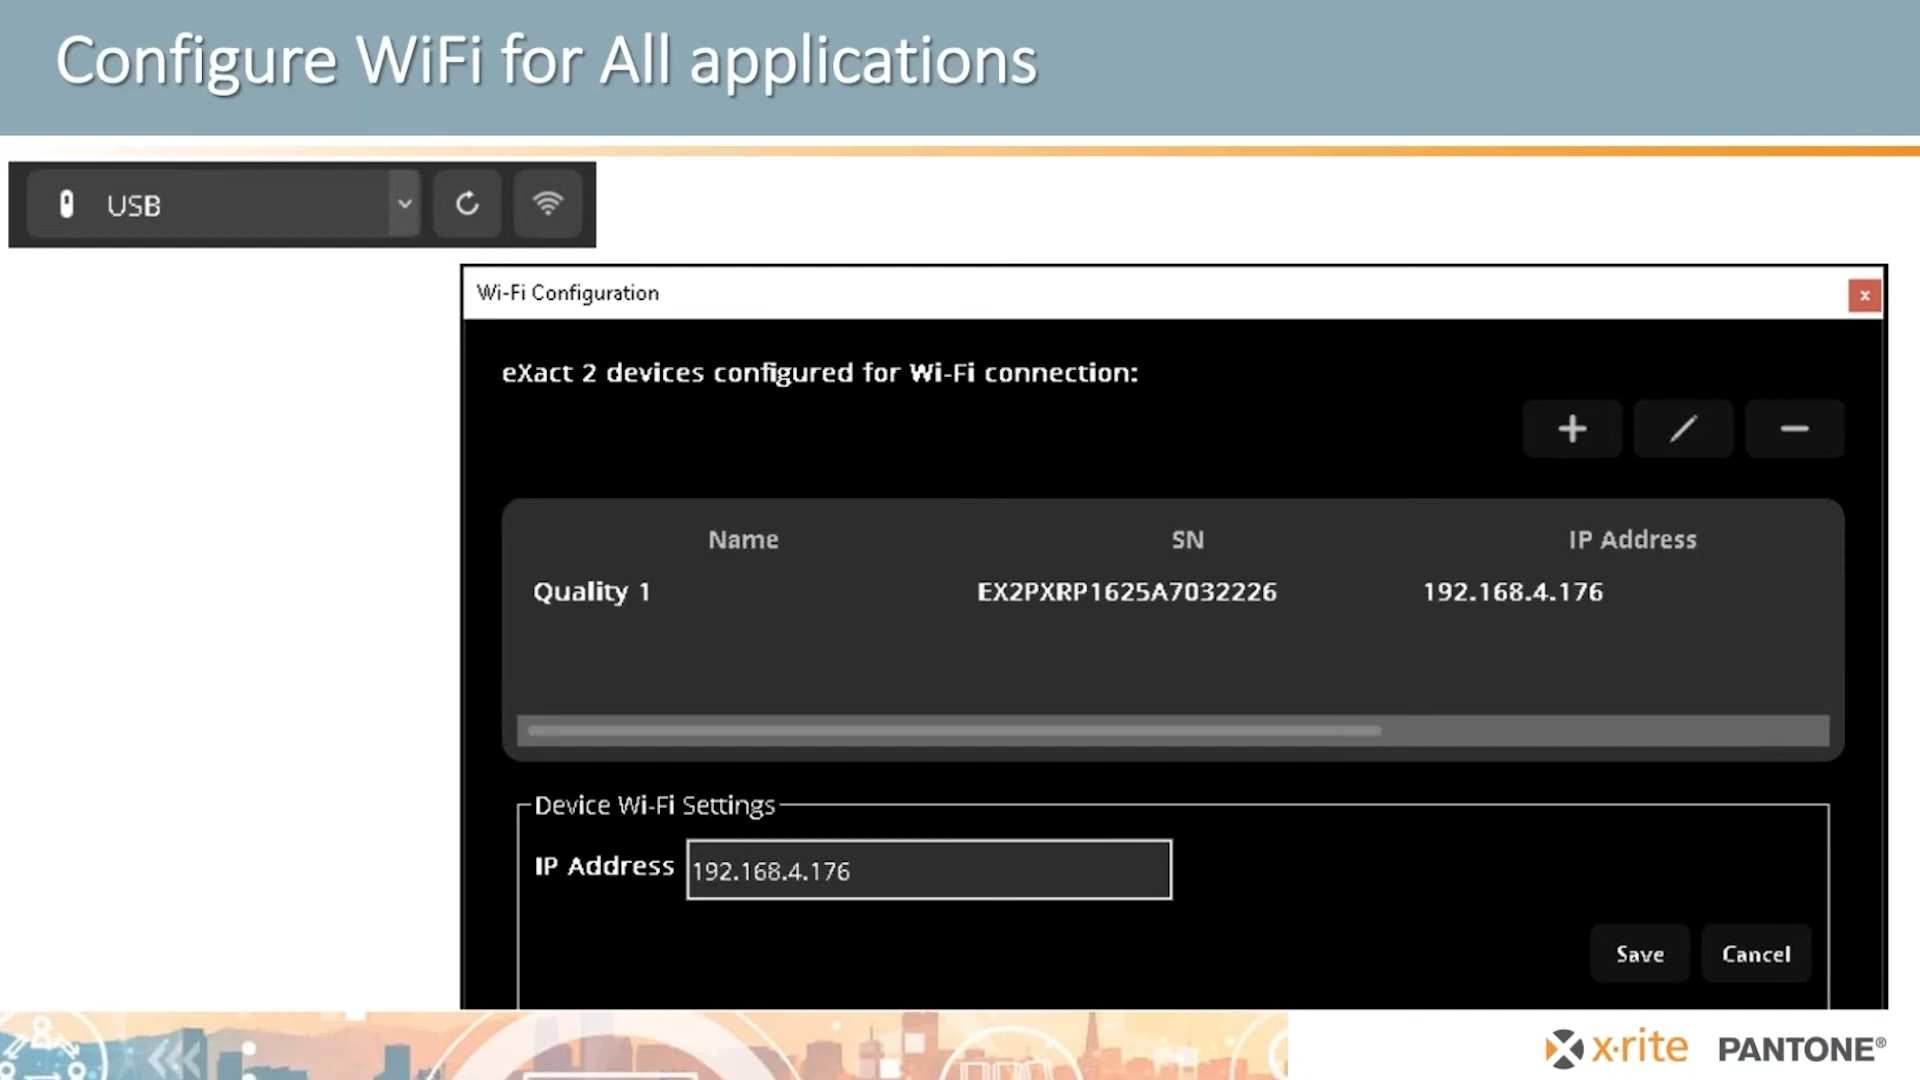 Configure WiFi for All applications
USB
Wi-Fi Configuration
x
eXact 2 devices configured for Wi-Fi connection:
Name SN IP Address
Quality 1 EX2PXRP1625A7032226 192.168.4.176
Device Wi-Fi Settings
IP Address 192.168.4.176
Save Cancel
x·rite PANTONE®